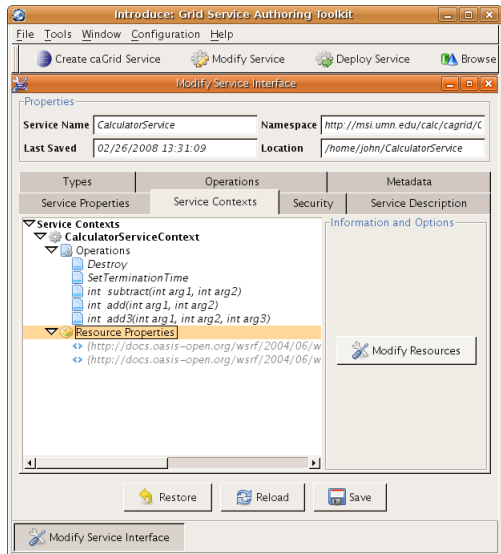 Introduce: Grid Service Authoring Toolkit
File Tools Window Configuration Help
Create caGrid Service Modify Service Deploy Service Browse
Modify Service Interface
Properties
Service Name CalculatorService Namespace http://msi.umn.edu/calc/cagrid/C
Last Saved 02/26/2008 13:31:09 Location /home/john/CalculatorService
Types Operations Metadata
Service Properties Service Contexts Security Service Description
Service Contexts
CalculatorServiceContext
Operations
Destroy
SetTerminationTime
int subtract(int arg1, int arg2)
int add(int arg1, int arg2)
int add3(int arg1, int arg2, int arg3)
Resource Properties
{http://docs.oasis-open.org/wsrf/2004/06/w
{http://docs.oasis-open.org/wsrf/2004/06/w
Information and Options
Modify Resources
Restore Reload Save
Modify Service Interface